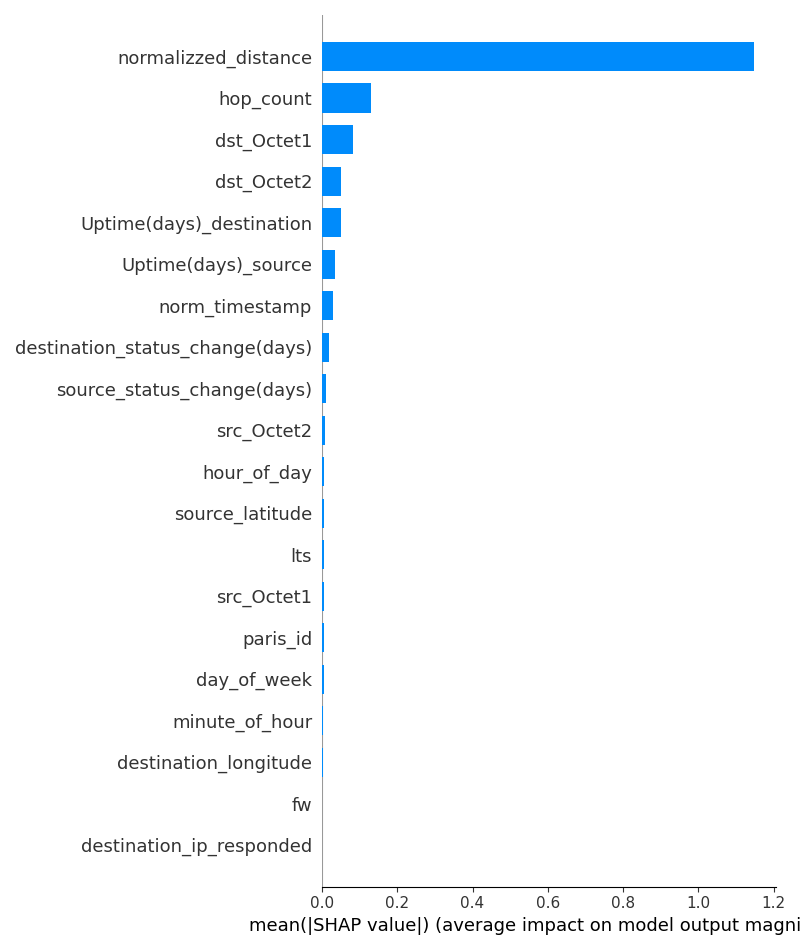 normalizzed_distance
hop_count
dst_Octet1
dst_Octet2
Uptime(days)_destination
Uptime(days)_source
norm_timestamp
destination_status_change(days)
source_status_change(days)
src_Octet2
hour_of_day
source_latitude
lts
src_Octet1
paris_id
day_of_week
minute_of_hour
destination_longitude
fw
destination_ip_responded
0.0 0.2 0.4 0.6 0.8 1.0 1.2
mean(|SHAP value|) (average impact on model output magni